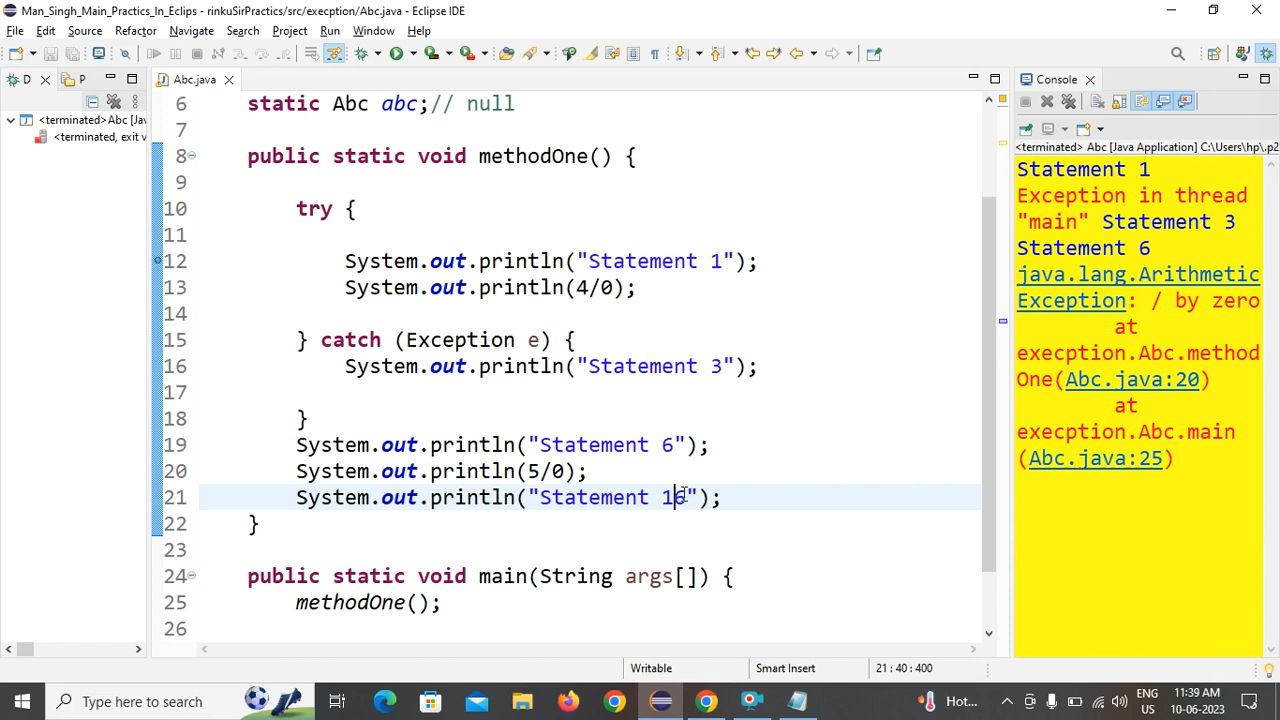 Man_Singh_Main_Practics_In_Eclips - rinkuSirPractics/src/execption/Abc.java - Eclipse IDE
File Edit Source Refactor Navigate Search Project Run Window Help
D P
Abc.java
Console
<terminated>Abc [Java
<terminated, exit v
<terminated> Abc [Java Application] C:\Users\hp\.p2
6 static Abc abc;// null
7
8 public static void methodOne() {
9
10 try {
11
12 System.out.println("Statement 1");
13 System.out.println(4/0);
14
15 } catch (Exception e) {
16 System.out.println("Statement 3");
17
18 }
19 System.out.println("Statement 6");
20 System.out.println(5/0);
21 System.out.println("Statement 16");
22 }
23
24 public static void main(String args[]) {
25 methodOne();
26
Statement 1
Exception in thread
"main" Statement 3
Statement 6
java.lang.Arithmetic
Exception: / by zero
at
execption.Abc.method
One(Abc.java:20)
at
execption.Abc.main
(Abc.java:25)
Writable Smart Insert 21 : 40 : 400
Type here to search
Hot...
ENG
US
11:39 AM
10-06-2023